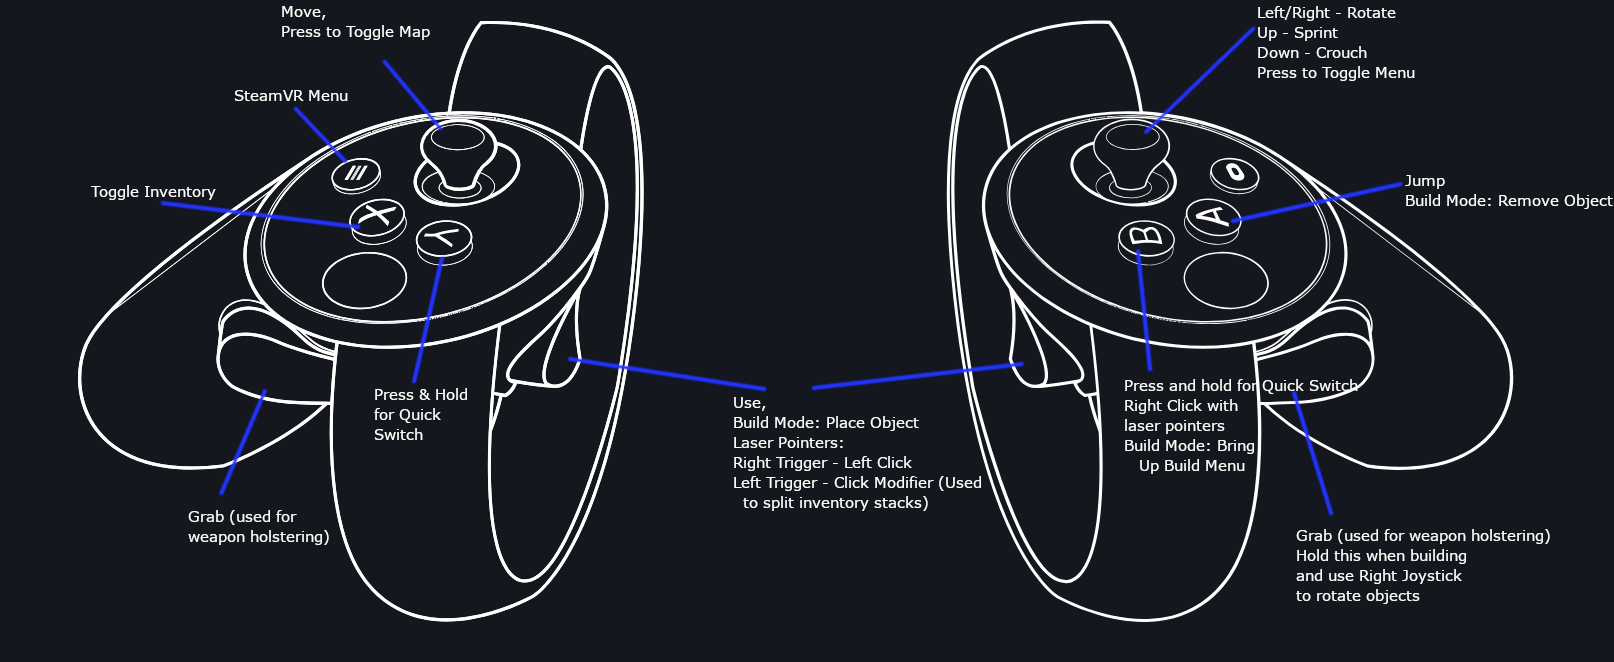 Move,
Press to Toggle Map
SteamVR Menu
Toggle Inventory
X
Y
Press & Hold
for Quick
Switch
Grab (used for
weapon holstering)
Use,
Build Mode: Place Object
Laser Pointers:
Right Trigger - Left Click
Left Trigger - Click Modifier (Used
to split inventory stacks)
Left/Right - Rotate
Up - Sprint
Down - Crouch
Press to Toggle Menu
Jump
Build Mode: Remove Object
A
B
Press and hold for Quick Switch
Right Click with
laser pointers
Build Mode: Bring
Up Build Menu
Grab (used for weapon holstering)
Hold this when building
and use Right Joystick
to rotate objects